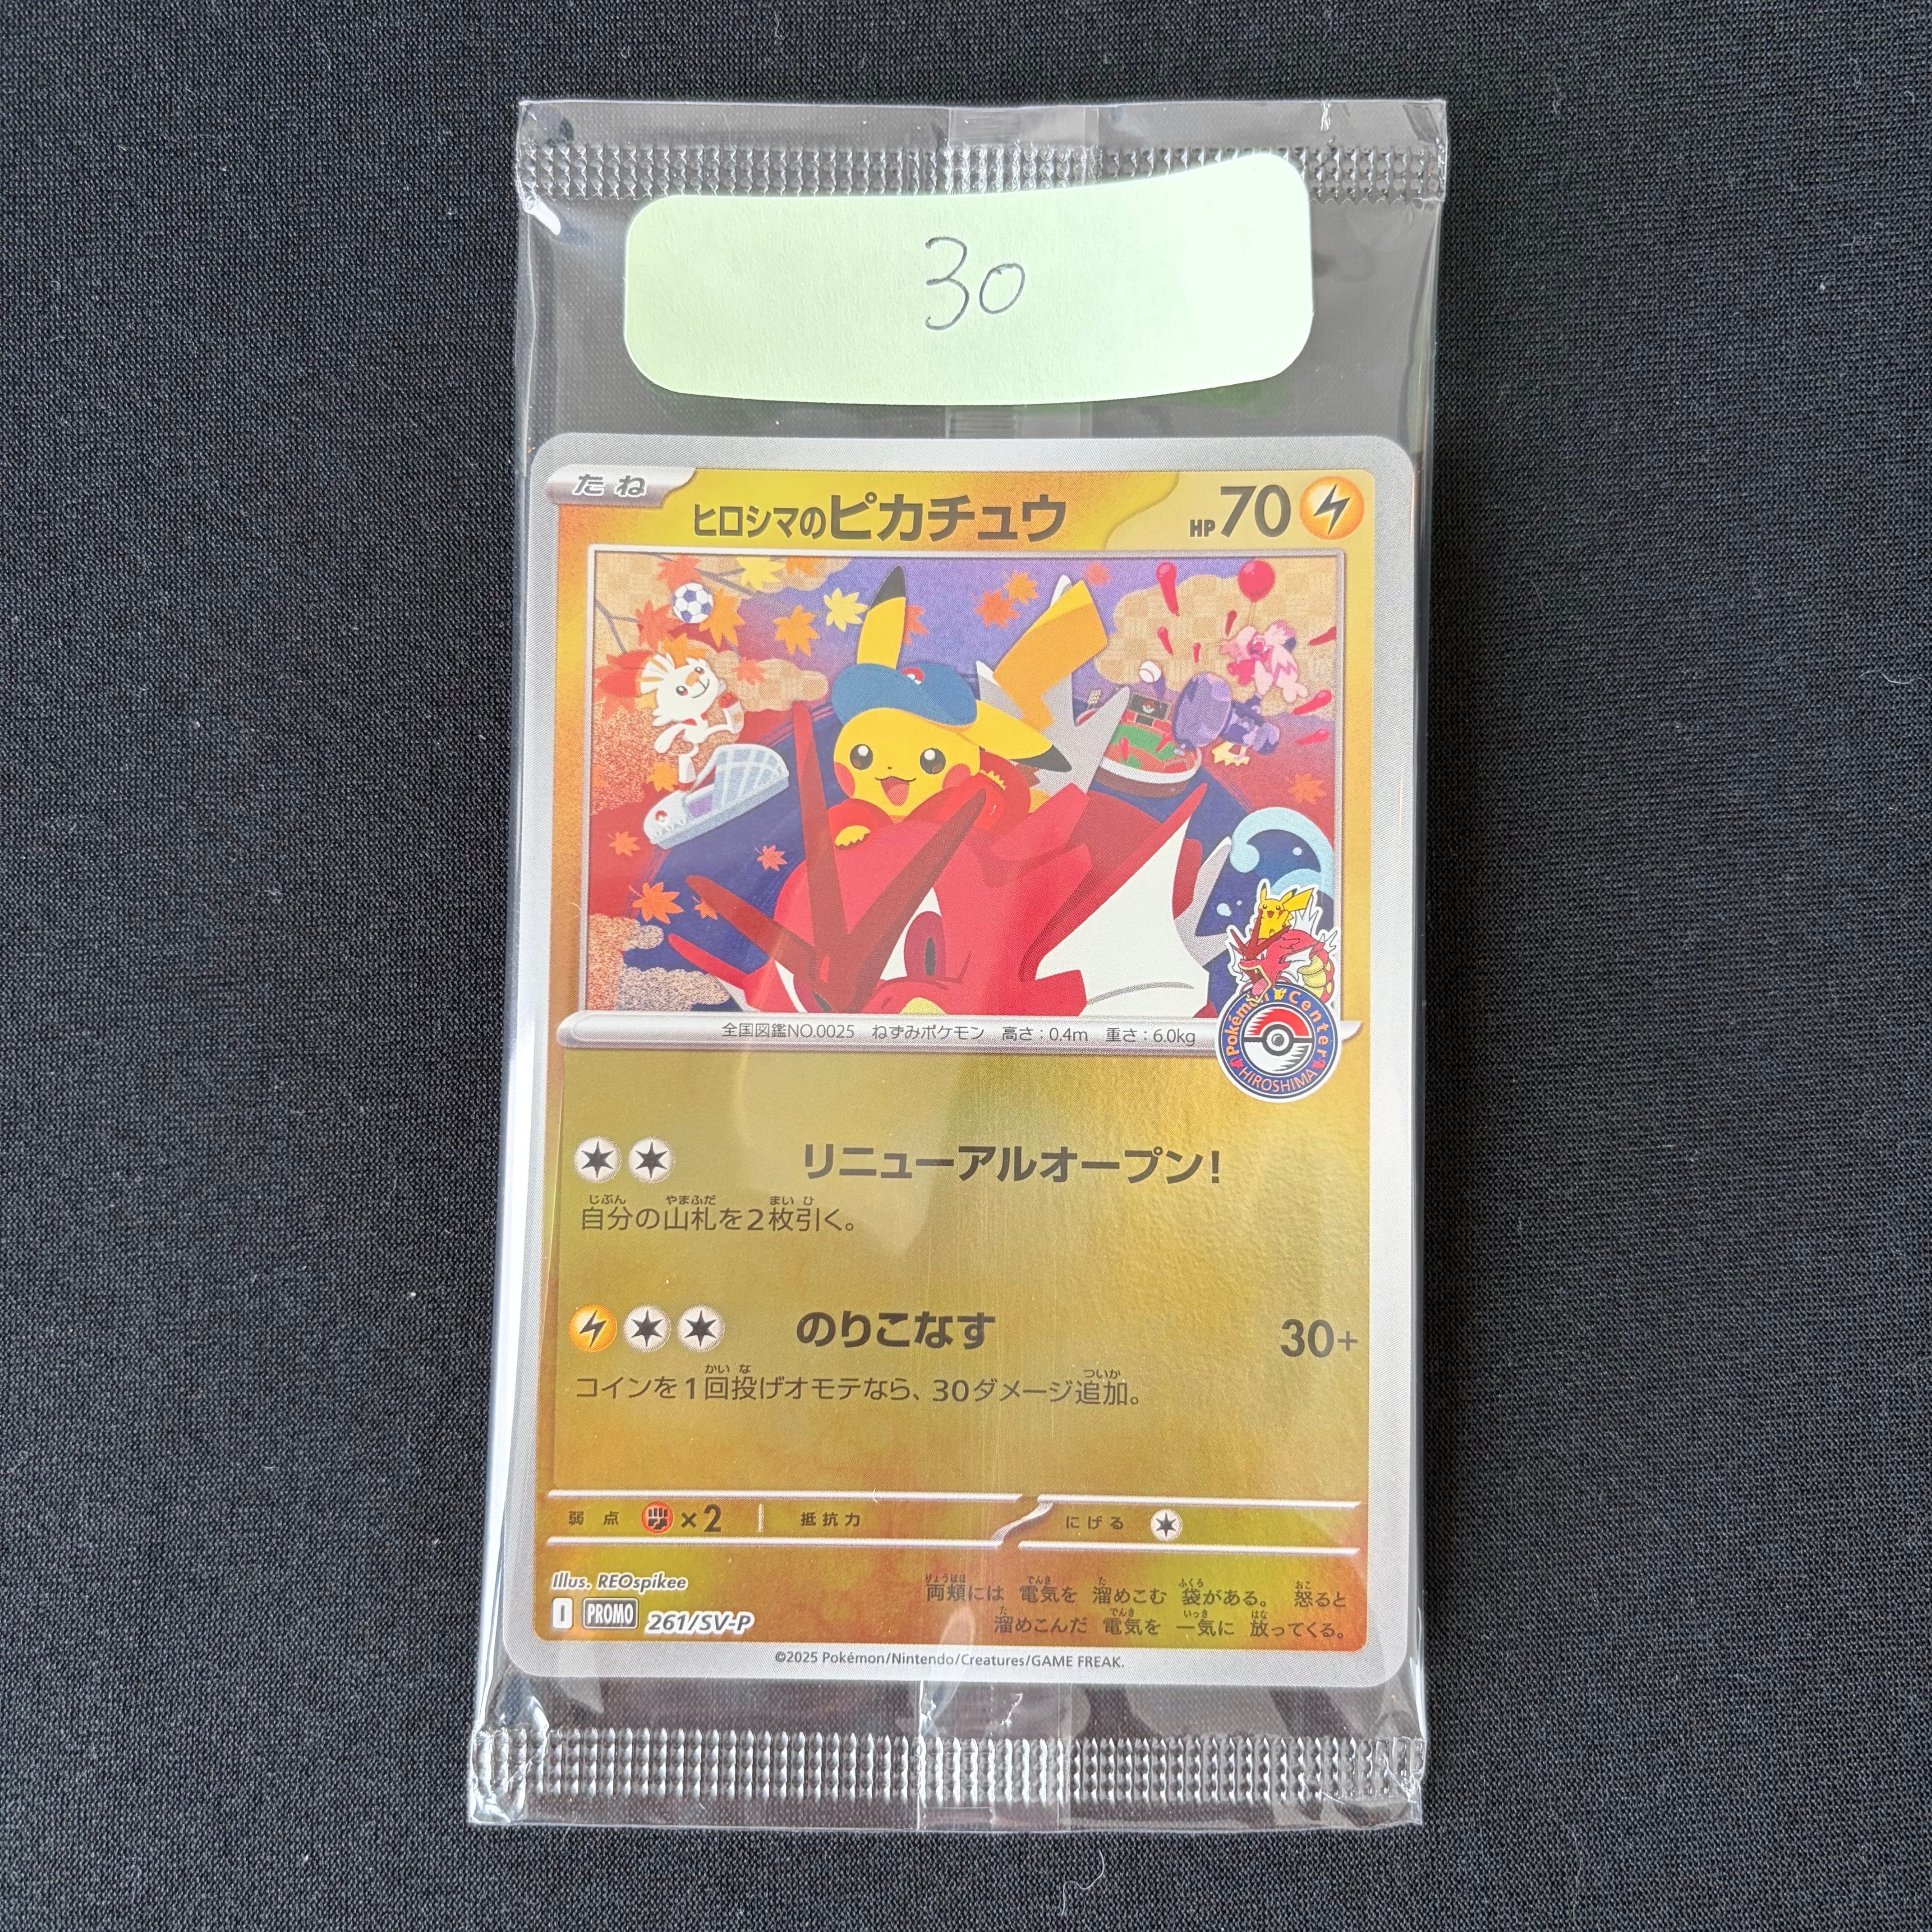 30
たね
ヒロシマのピカチュウ
HP 70
全国図鑑NO.0025 ねずみポケモン 高さ:0.4m 重さ:6.0kg
Pokémon Center
HIROSHIMA
リニューアルオープン!
じぶん やまふだ まい ひ
自分の山札を2枚引く。
のりこなす 30+
かい な ついか
コインを1回投げオモテなら、30ダメージ追加。
弱点 ×2 抵抗力 にげる
Illus. REOspikee
I PROMO 261/SV-P
りょうほほ でんき た ふくろ おこ
両頬には 電気を 溜めこむ 袋がある。 怒ると
た でんき いっき はな
溜めこんだ 電気を 一気に 放ってくる。
©2025 Pokémon/Nintendo/Creatures/GAME FREAK.